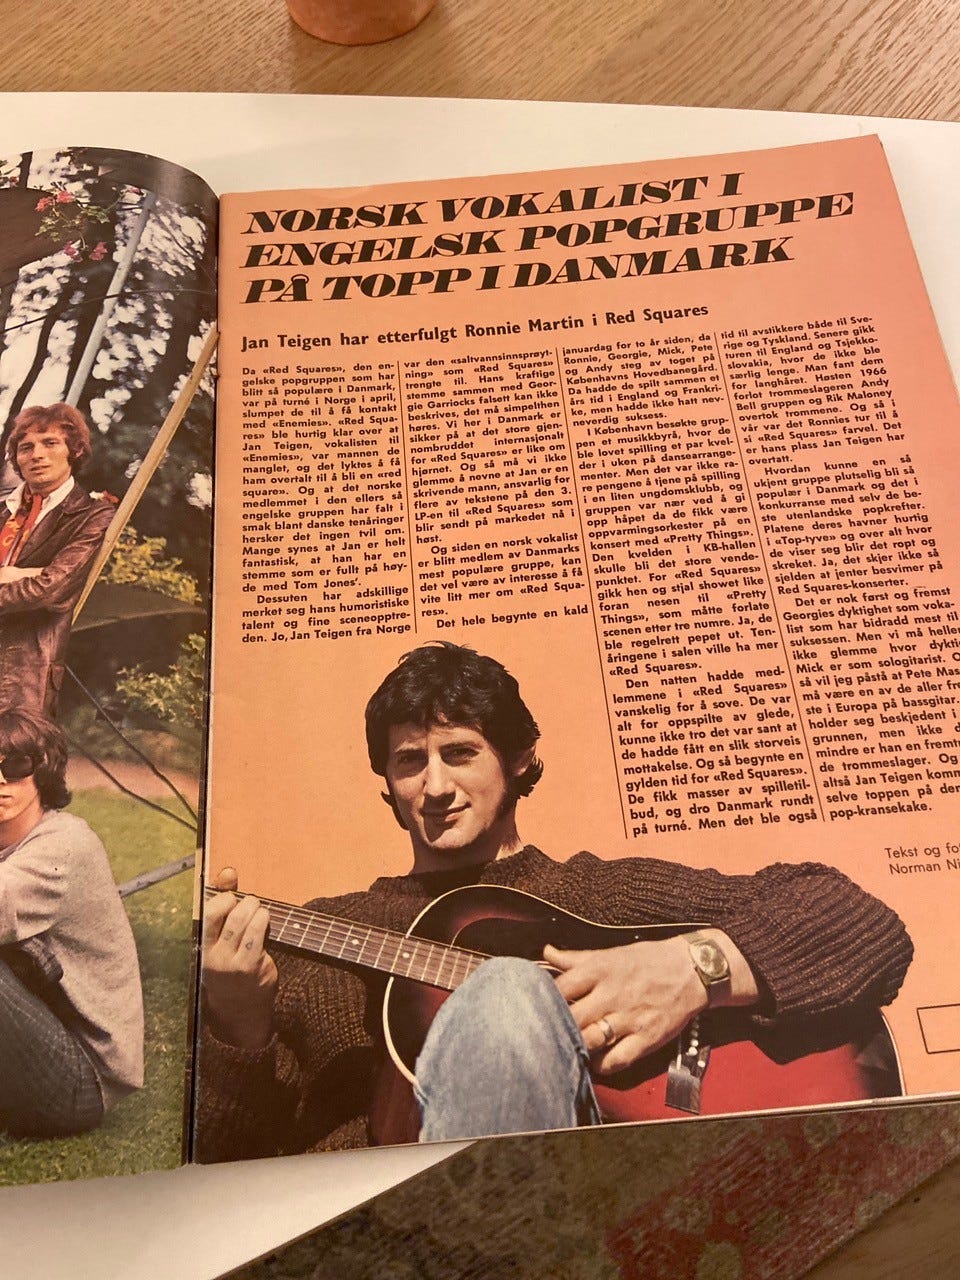 NORSK VOKALIST I
ENGELSK POPGRUPPE
PÅ TOPP I DANMARK
Jan Teigen har etterfulgt Ronnie Martin i Red Squares
Da «Red Squares», den en-
gelske popgruppen som har
blitt så populære i Danmark,
var på turné i Norge i april,
slumpet de til å få kontakt
med «Enemies». «Red Squa
res» ble hurtig klar over at
Jan Teigen, vokalisten til
«Enemies», var mannen de
manglet, og det lyktes å få
ham overtalt til å bli en «red
square». Og at det norske
medlemmet i den ellers så
engelske gruppen har falt i
smak blant danske tenåringer
hersker det ingen tvil om.
Mange synes at Jan er helt
fantastisk, at han har en
stemme som er fullt på høy-
de med Tom Jones'.
Dessuten har adskillige
merket seg hans humoristiske
talent og fine sceneopptre-
den. Jo, Jan Teigen fra Norge
var den «saltvannsinnsprøyt-
ning» som «Red Squares»
trengte til. Hans kraftige
stemme sammen med Geor-
gie Garriocks falsett kan ikke
beskrives, det må simpelthen
høres. Vi her i Danmark er
sikker på at det store gjen-
nombruddet internasjonalt
for «Red Squares» er like om
hjørnet. Og så må vi ikke
glemme å nevne at Jan er en
skrivende mann, ansvarlig for
flere av tekstene på den 3.
LP-en til «Red Squares» som
blir sendt på markedet nå i
høst.
Og siden en norsk vokalist
er blitt medlem av Danmarks
mest populære gruppe, kan
det vel være av interesse å få
vite litt mer om «Red Squa-
res».
Det hele begynte en kald
januardag for to år siden, da
Ronnie, Georgie, Mick, Pete
og Andy steg av toget på
Københavns Hovedbanegård.
Da hadde de spilt sammen et
års tid i England og Frankri-
ke, men hadde ikke hatt nev-
neverdig suksess.
I København besøkte grup-
pen et musikkbyrå, hvor de
ble lovet spilling et par kvel-
der i uken på dansearrange-
menter. Men det var ikke ra-
re pengene å tjene på spilling
i en liten ungdomsklubb, og
gruppen var nær ved å gi
opp håpet da de fikk være
oppvarmingsorkester på en
konsert med «Pretty Things».
Den kvelden i KB-hallen
skulle bli det store vende-
punktet. For «Red Squares»
gikk hen og stjal showet like
foran nesen til «Pretty
Things», som måtte forlate
scenen etter tre numre. Ja, de
ble regelrett pepet ut. Ten-
åringene i salen ville ha mer
«Red Squares».
Den natten hadde med-
lemmene i «Red Squares»
vanskelig for å sove. De var
alt for oppspilte av glede,
kunne ikke tro det var sant at
de hadde fått en slik storveis
mottakelse. Og så begynte en
gylden tid for «Red Squares».
De fikk masser av spilletil-
bud, og dro Danmark rundt
på turné. Men det ble også
tid til avstikkere både til Sve-
rige og Tyskland. Senere gikk
turen til England og Tsjekko-
slovakia, hvor de ikke ble
særlig lenge. Man fant dem
for langhåret. Høsten 1966
forlot trommeslageren Andy
Bell gruppen og Rik Maloney
overtok trommene. Og så i
vår var det Ronnies tur til å
si «Red Squares» farvel. Det
er hans plass Jan Teigen har
overtatt.
Hvordan kunne en så
ukjent gruppe plutselig bli så
populær i Danmark og det i
konkurranse med selv de be-
ste utenlandske popkrefter.
Platene deres havner hurtig
i «Top-tyve» og over alt hvor
de viser seg blir det ropt og
skreket. Ja, det skjer ikke så
sjelden at jenter besvimer på
Red Squares-konserter.
Det er nok først og fremst
Georgies dyktighet som voka-
list som har bidradd mest til
suksessen. Men vi må heller
ikke glemme hvor
Mick er som sologitarist. O
så vil jeg påstå at Pete
må være en av de aller
ste i Europa på bassgitar.
holder seg beskjedent i
grunnen, men ikke
mindre er han en
de trommeslager. Og
altså Jan Teigen
selve toppen på
pop-kransekake.
Tekst og
Norman